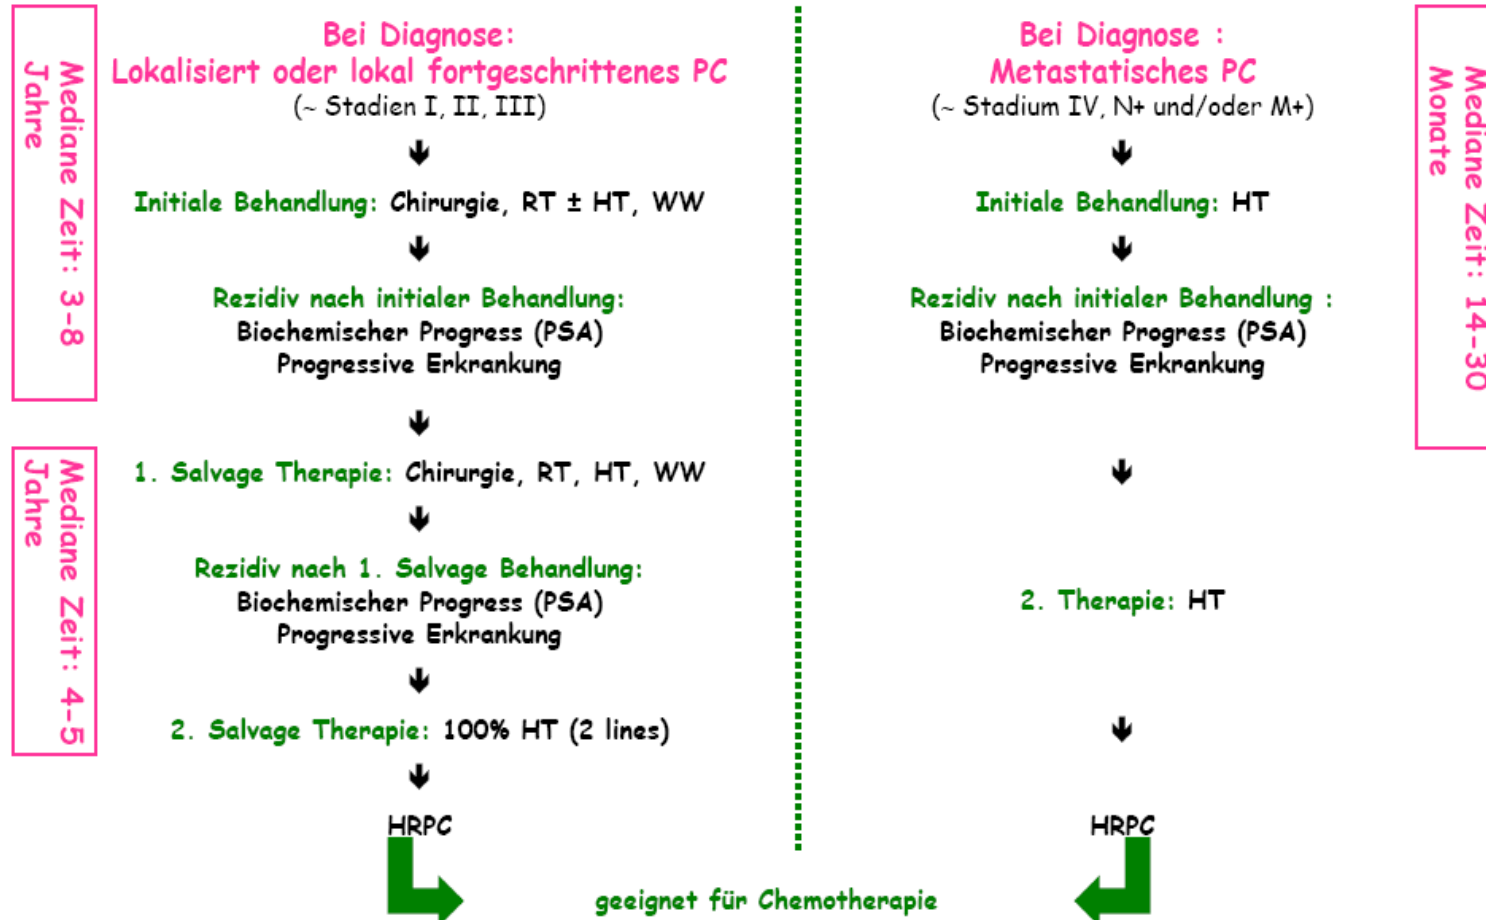 Mediane Zeit: 3-8
Jahre
Bei Diagnose:
Lokalisiert oder lokal fortgeschrittenes PC
(~ Stadien I, II, III)
Initiale Behandlung: Chirurgie, RT ± HT, WW
Rezidiv nach initialer Behandlung:
Biochemischer Progress (PSA)
Progressive Erkrankung
Mediane Zeit: 4-5
Jahre
1. Salvage Therapie: Chirurgie, RT, HT, WW
Rezidiv nach 1. Salvage Behandlung:
Biochemischer Progress (PSA)
Progressive Erkrankung
2. Salvage Therapie: 100% HT (2 lines)
HRPC
Bei Diagnose :
Metastatisches PC
(~ Stadium IV, N+ und/oder M+)
Initiale Behandlung: HT
Rezidiv nach initialer Behandlung :
Biochemischer Progress (PSA)
Progressive Erkrankung
2. Therapie: HT
HRPC
Mediane Zeit: 14-30
Monate
geeignet für Chemotherapie